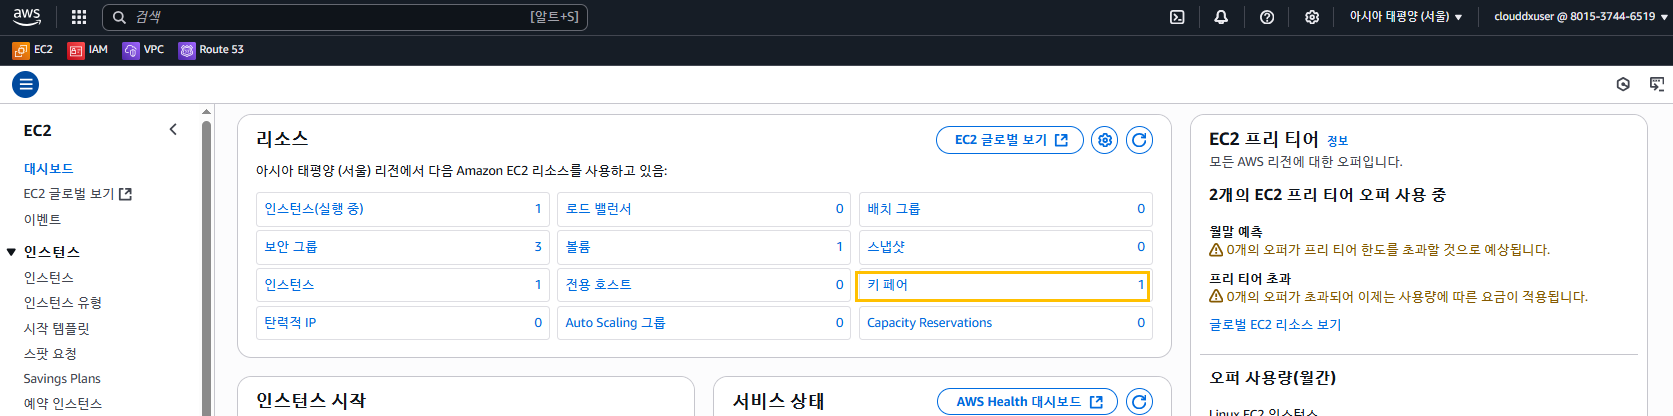 aws
검색
[알트+S]
아시아 태평양 (서울) ▼
clouddxuser @ 8015-3744-6519 ▼
EC2
IAM
VPC
Route 53
EC2
대시보드
EC2 글로벌 보기
이벤트
▼ 인스턴스
인스턴스
인스턴스 유형
시작 템플릿
스팟 요청
Savings Plans
예약 인스턴스
리소스
EC2 글로벌 보기
아시아 태평양 (서울) 리전에서 다음 Amazon EC2 리소스를 사용하고 있음:
인스턴스(실행 중) 1
로드 밸런서 0
배치 그룹 0
보안 그룹 3
볼륨 1
스냅샷 0
인스턴스 1
전용 호스트 0
키 페어 1
탄력적 IP 0
Auto Scaling 그룹 0
Capacity Reservations 0
인스턴스 시작
서비스 상태
AWS Health 대시보드
EC2 프리 티어 정보
모든 AWS 리전에 대한 오퍼입니다.
2개의 EC2 프리 티어 오퍼 사용 중
월말 예측
0개의 오퍼가 프리 티어 한도를 초과할 것으로 예상됩니다.
프리 티어 초과
0개의 오퍼가 초과되어 이제는 사용량에 따른 요금이 적용됩니다.
글로벌 EC2 리소스 보기
오퍼 사용량(월간)
Linux EC2 인스턴스